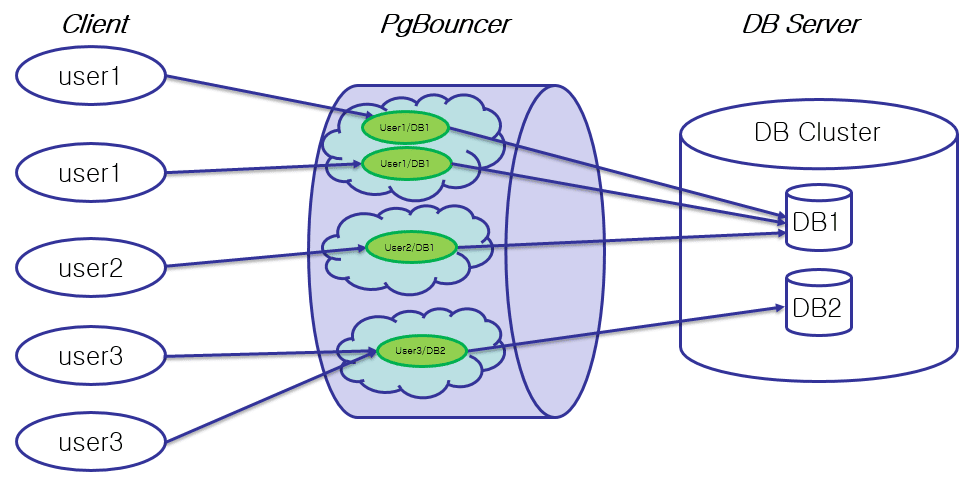 Client
PgBouncer
DB Server
user1
user1
user2
user3
user3
User1/DB1
User1/DB1
User2/DB1
User3/DB2
DB Cluster
DB1
DB2